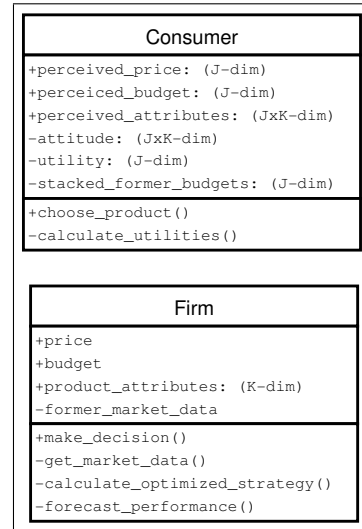 Consumer
+perceived_price: (J-dim)
+perceiced_budget: (J-dim)
+perceived_attributes: (JxK-dim)
-attitude: (JxK-dim)
-utility: (J-dim)
-stacked_former_budgets: (J-dim)
+choose_product()
-calculate_utilities()
Firm
+price
+budget
+product_attributes: (K-dim)
-former_market_data
+make_decision()
-get_market_data()
-calculate_optimized_strategy()
-forecast_performance()